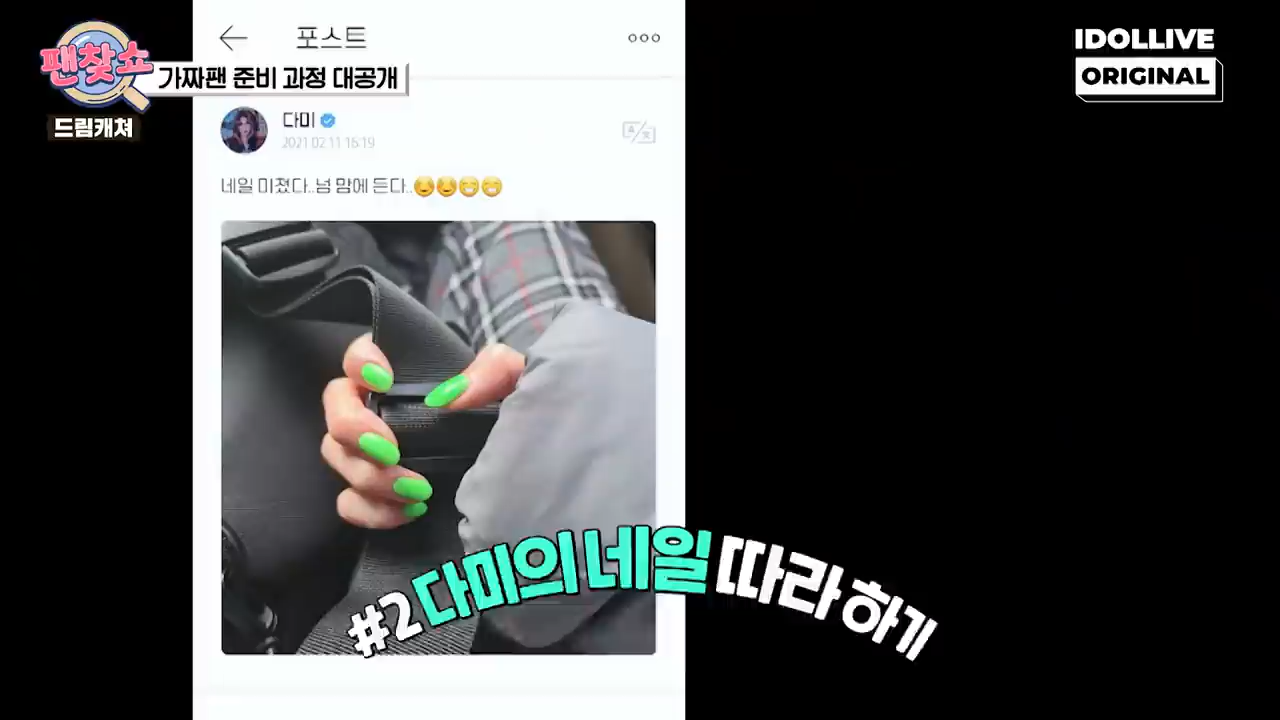 팬찾쇼
가짜팬 준비 과정 대공개
드림캐쳐
IDOLLIVE
ORIGINAL
포스트
다미
2021 02 11 16:19
네일 미쳤다..넘 맘에 든다..😆😆😁😁
#2 다미의 네일 따라 하기